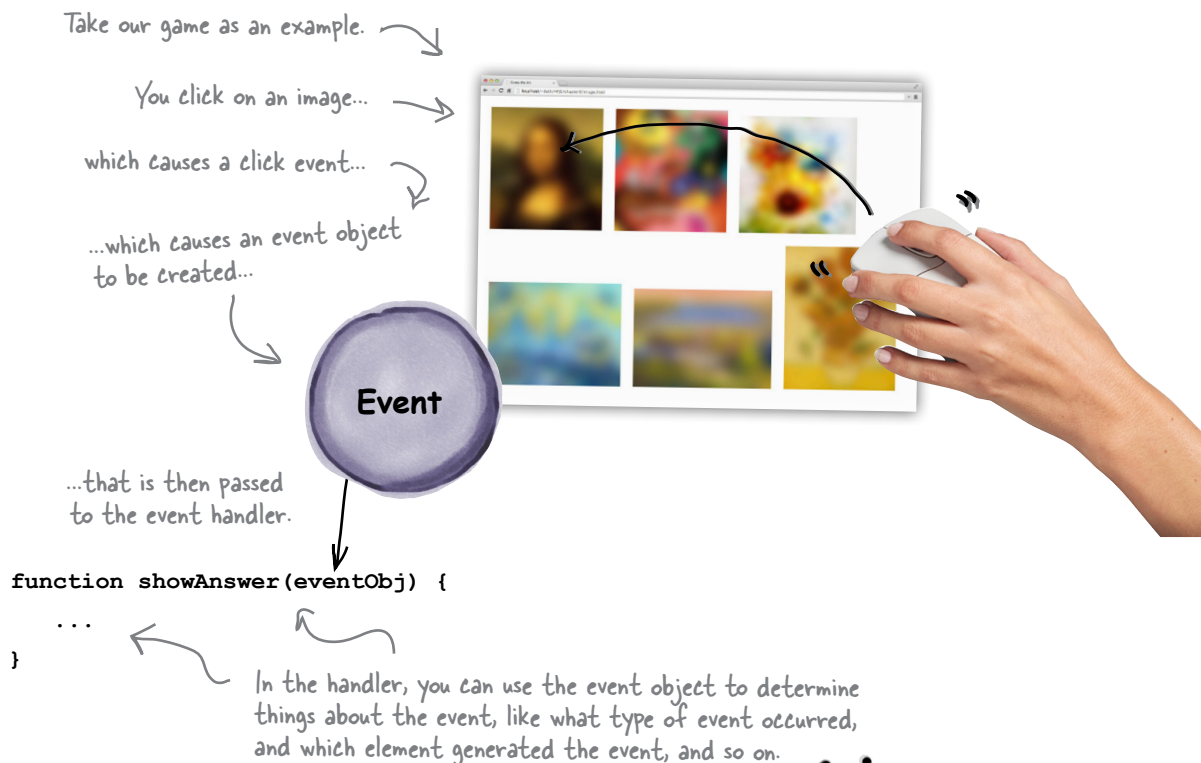 Take our game as an example.
You click on an image...
which causes a click event...
...which causes an event object
to be created...
Event
...that is then passed
to the event handler.
function showAnswer(eventObj) {
...
}
In the handler, you can use the event object to determine
things about the event, like what type of event occurred,
and which element generated the event, and so on.